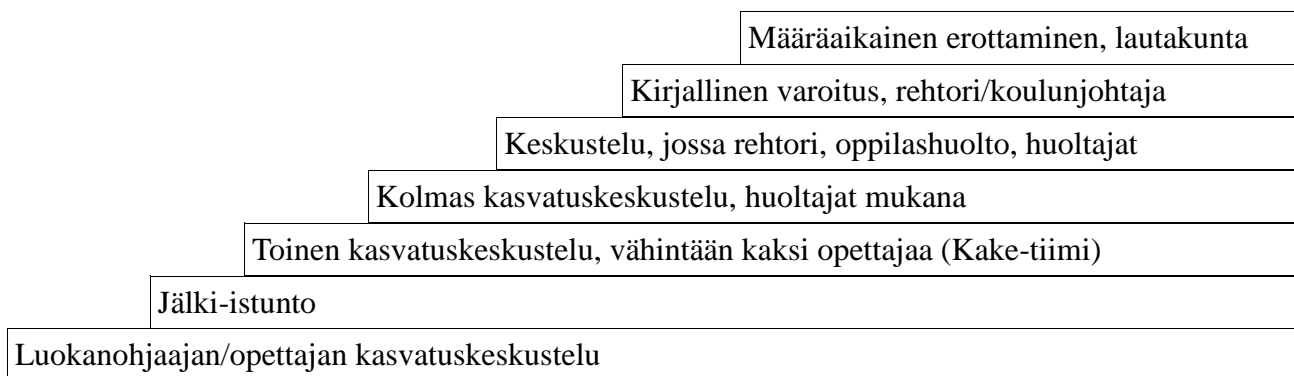 Määräaikainen erottaminen, lautakunta
Kirjallinen varoitus, rehtori/koulunjohtaja
Keskustelu, jossa rehtori, oppilashuolto, huoltajat
Kolmas kasvatuskeskustelu, huoltajat mukana
Toinen kasvatuskeskustelu, vähintään kaksi opettajaa (Kake-tiimi)
Jälki-istunto
Luokanohjaajan/opettajan kasvatuskeskustelu